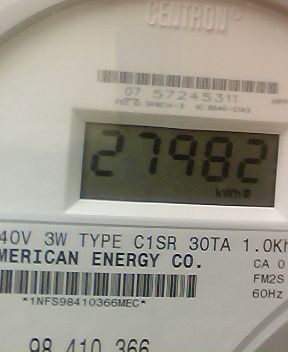 CENTRON®
07 57245311
27982
kWh
40V 3W TYPE C1SR 30TA 1.0Kh
MERICAN ENERGY CO.
CA 0
FM2S
60Hz
*1NFS98410366MEC*
98 410 366